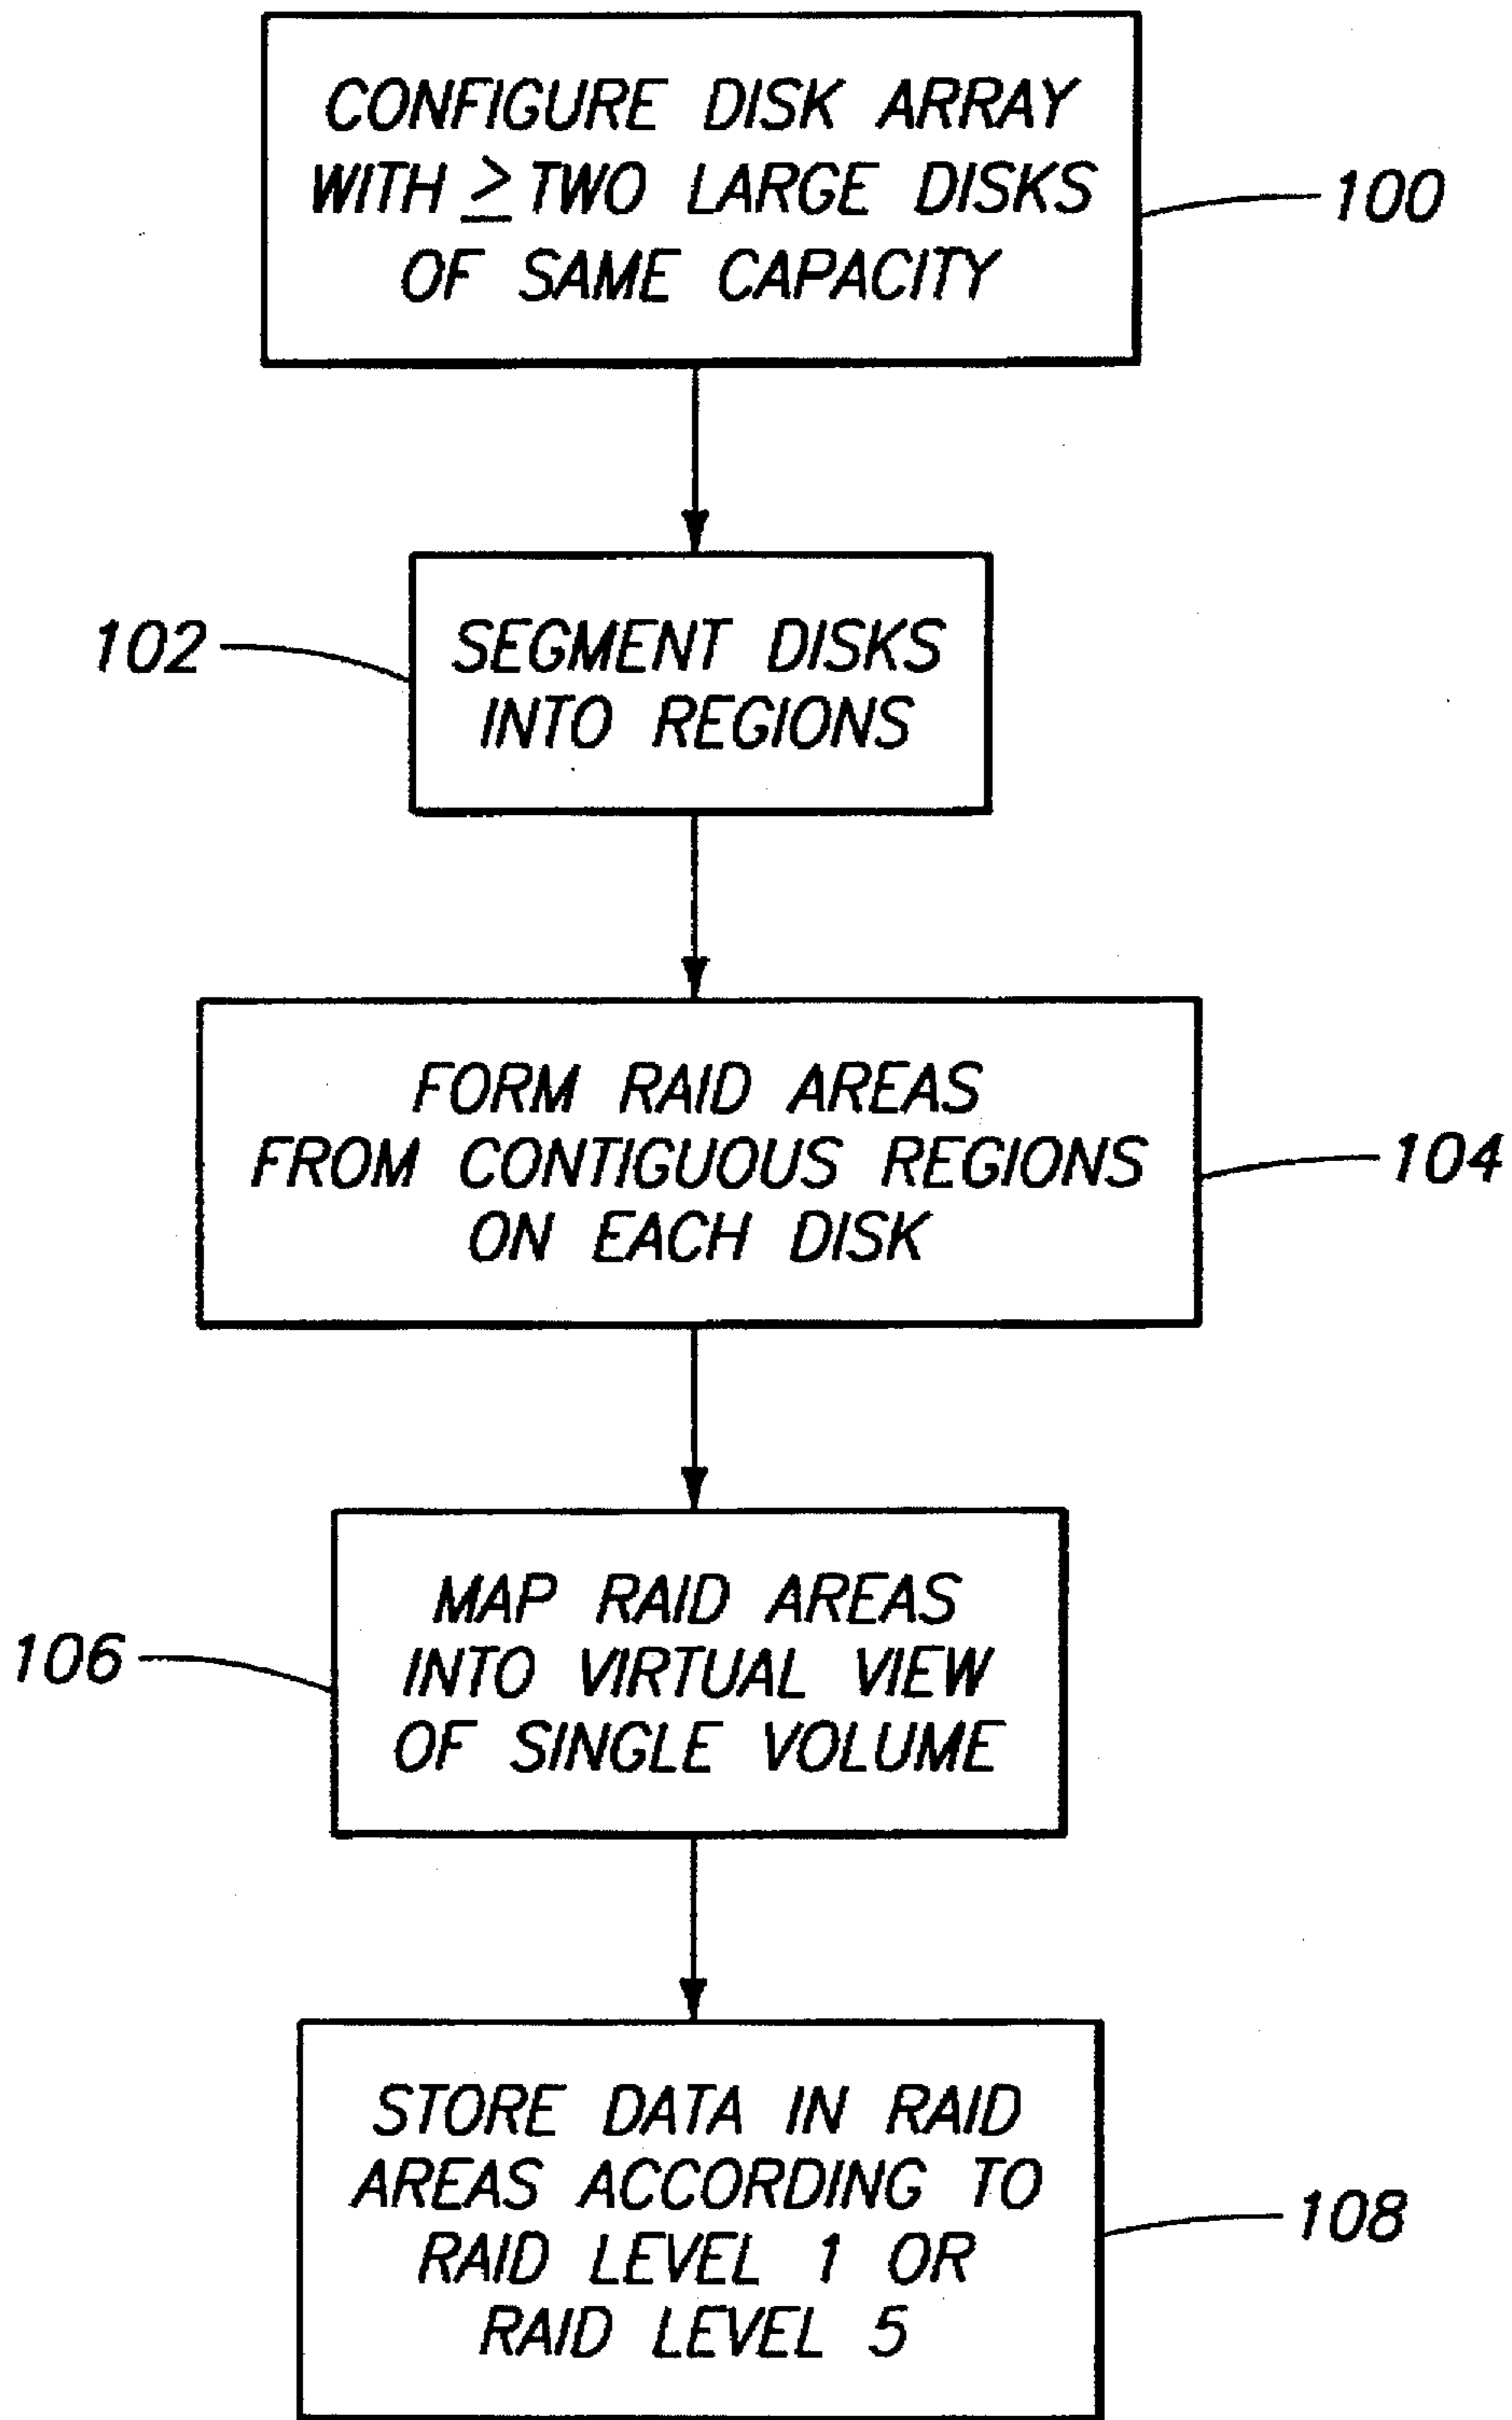 CONFIGURE DISK ARRAY
WITH ≥ TWO LARGE DISKS
OF SAME CAPACITY
100
102
SEGMENT DISKS
INTO REGIONS
FORM RAID AREAS
FROM CONTIGUOUS REGIONS
ON EACH DISK
104
MAP RAID AREAS
INTO VIRTUAL VIEW
OF SINGLE VOLUME
106
STORE DATA IN RAID
AREAS ACCORDING TO
RAID LEVEL 1 OR
RAID LEVEL 5
108